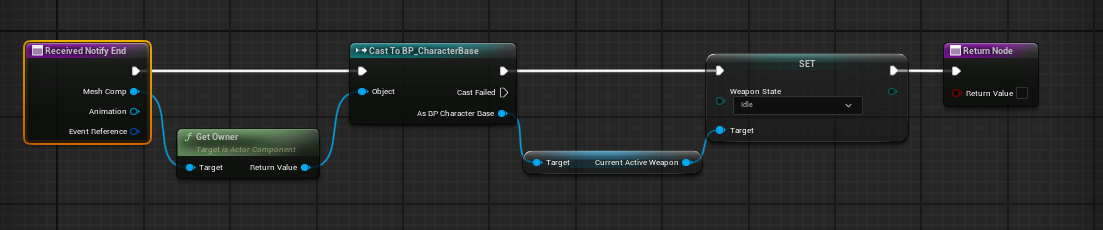 Received Notify End
Mesh Comp
Animation
Event Reference
f Get Owner
Target is Actor Component
Target
Return Value
Cast To BP_CharacterBase
Object
Cast Failed
As BP Character Base
Target
Current Active Weapon
SET
Weapon State
Idle
Target
Return Node
Return Value